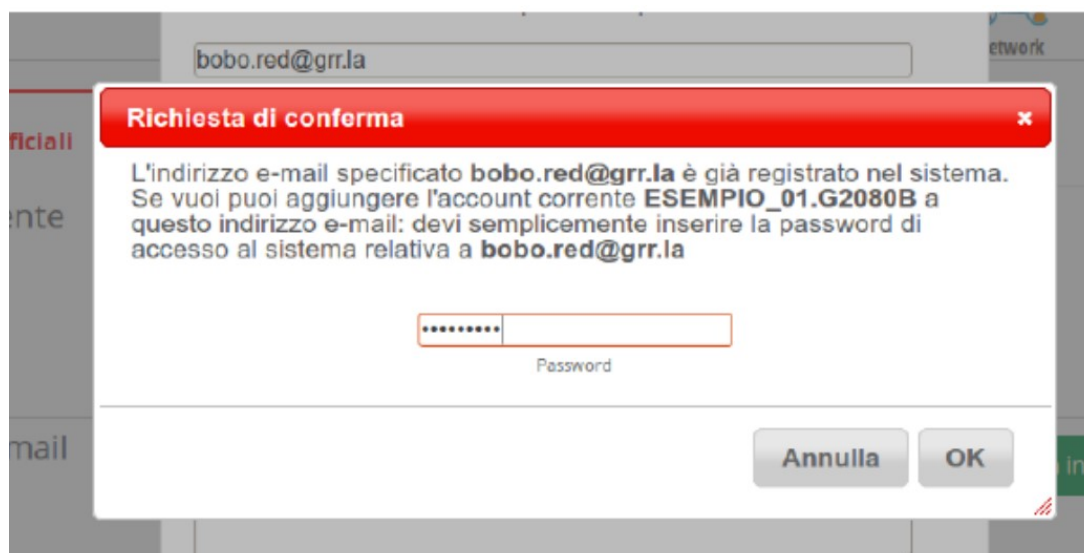 bobo.red@grr.la
etwork
Richiesta di conferma
ficiali
L'indirizzo e-mail specificato bobo.red@grr.la è già registrato nel sistema.
Se vuoi puoi aggiungere l'account corrente ESEMPIO_01.G2080B a
ente
questo indirizzo e-mail: devi semplicemente inserire la password di
accesso al sistema relativa a bobo.red@grr.la
Password
mail
Annulla
OK
in